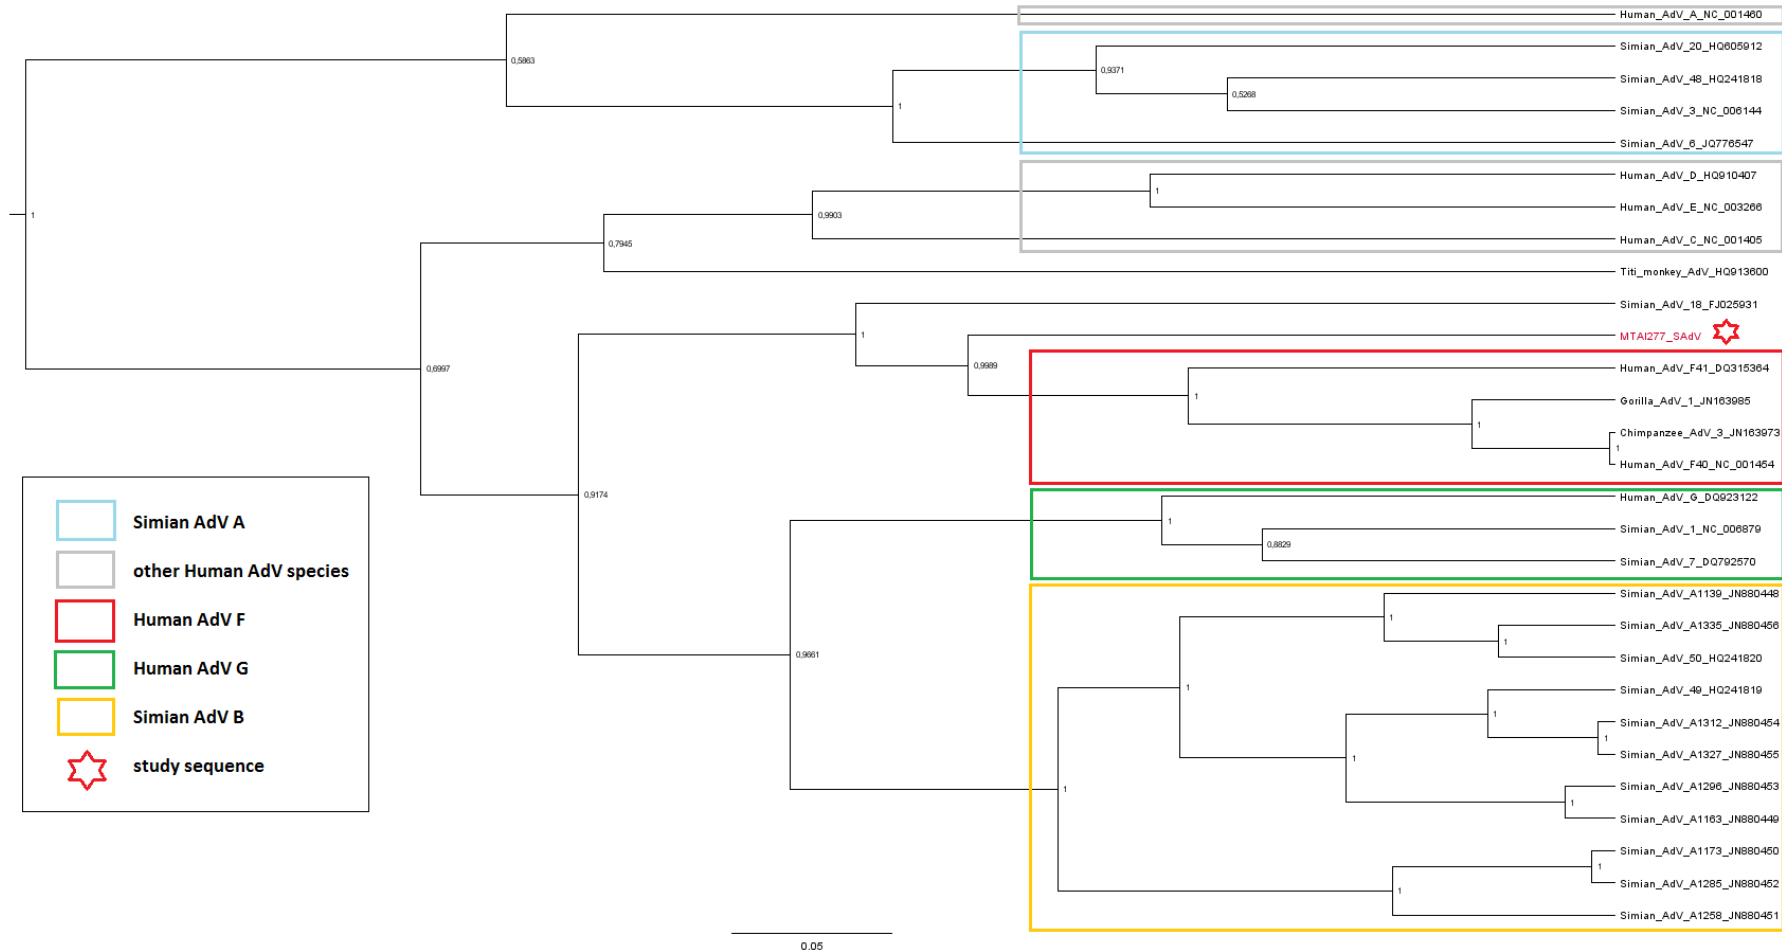 Human_AdV_A_NC_001460
0,5863
Simian_AdV_20_HQ605912
0,9371
Simian_AdV_48_HQ241818
0,5268
1
Simian_AdV_3_NC_006144
Simian_AdV_6_JQ776547
Human_AdV_D_HQ910407
1
Human_AdV_E_NC_003266
0,9903
1
Human_AdV_C_NC_001405
0,7945
Titi_monkey_AdV_HQ913600
Simian_AdV_18_FJ025931
1
MTAI277_SAdV
0,9989
0,6997
Human_AdV_F41_DQ315364
1
Gorilla_AdV_1_JN163985
1
Chimpanzee_AdV_3_JN163973
1
Human_AdV_F40_NC_001454
0,9174
Human_AdV_G_DQ923122
1
Simian_AdV_1_NC_006879
0,8829
Simian_AdV_7_DQ792570
Simian_AdV_A1139_JN880448
1
Simian_AdV_A1335_JN880456
1
0,9661
Simian_AdV_50_HQ241820
1
Simian_AdV_49_HQ241819
1
Simian_AdV_A1312_JN880454
1
Simian_AdV_A1327_JN880455
1
Simian_AdV_A1296_JN880453
1
1
Simian_AdV_A1163_JN880449
Simian_AdV_A1173_JN880450
1
Simian_AdV_A1285_JN880452
1
Simian_AdV_A1258_JN880451
Simian AdV A
other Human AdV species
Human AdV F
Human AdV G
Simian AdV B
study sequence
0.05